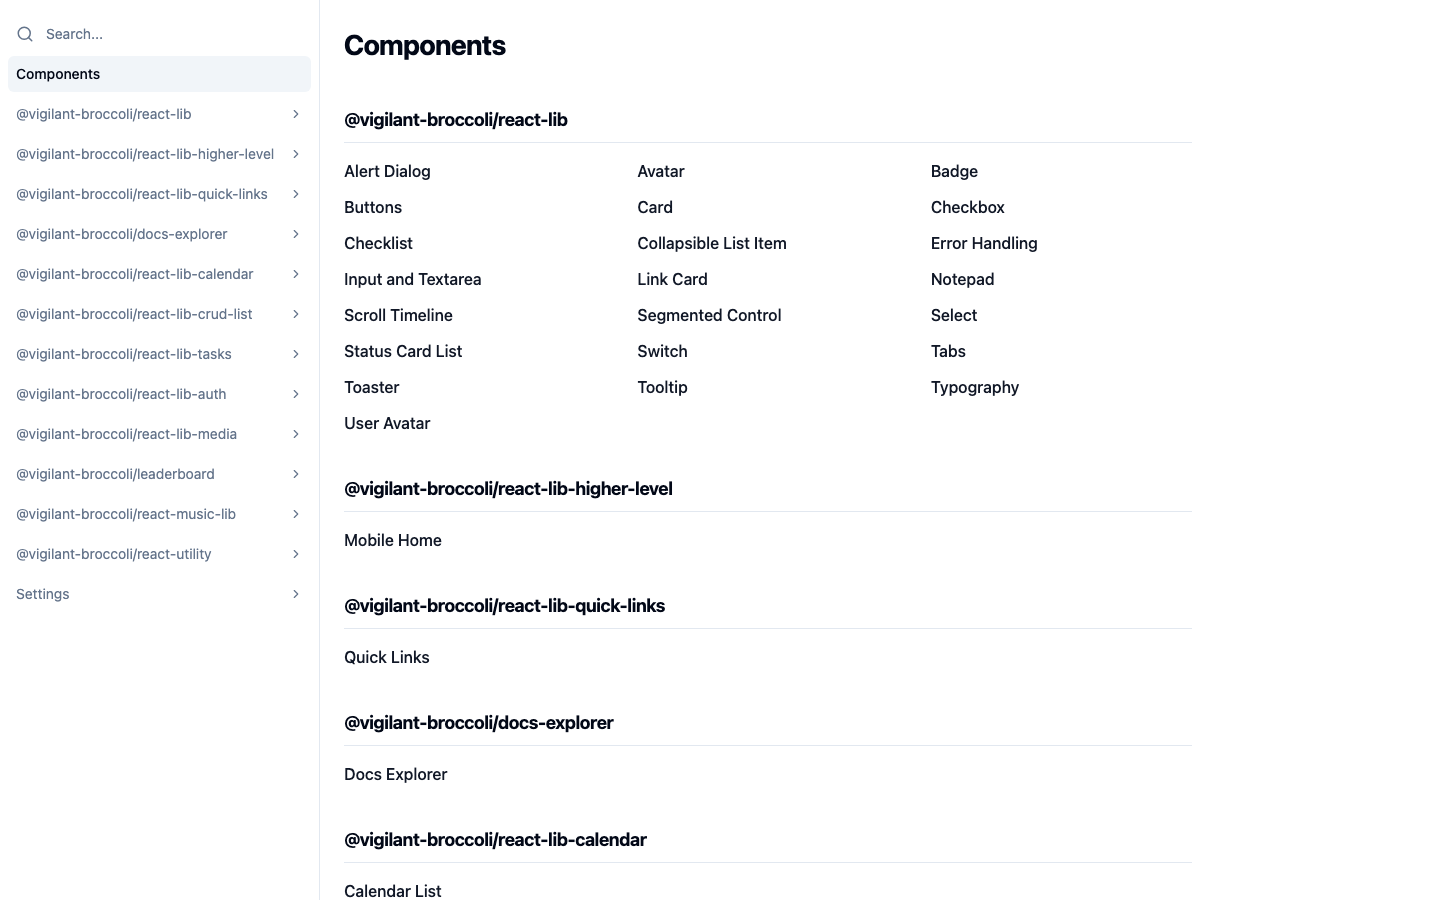 Search...
Components
@vigilant-broccoli/react-lib
@vigilant-broccoli/react-lib-higher-level
@vigilant-broccoli/react-lib-quick-links
@vigilant-broccoli/docs-explorer
@vigilant-broccoli/react-lib-calendar
@vigilant-broccoli/react-lib-crud-list
@vigilant-broccoli/react-lib-tasks
@vigilant-broccoli/react-lib-auth
@vigilant-broccoli/react-lib-media
@vigilant-broccoli/leaderboard
@vigilant-broccoli/react-music-lib
@vigilant-broccoli/react-utility
Settings
Components
@vigilant-broccoli/react-lib
Alert Dialog Avatar Badge
Buttons Card Checkbox
Checklist Collapsible List Item Error Handling
Input and Textarea Link Card Notepad
Scroll Timeline Segmented Control Select
Status Card List Switch Tabs
Toaster Tooltip Typography
User Avatar
@vigilant-broccoli/react-lib-higher-level
Mobile Home
@vigilant-broccoli/react-lib-quick-links
Quick Links
@vigilant-broccoli/docs-explorer
Docs Explorer
@vigilant-broccoli/react-lib-calendar
Calendar List